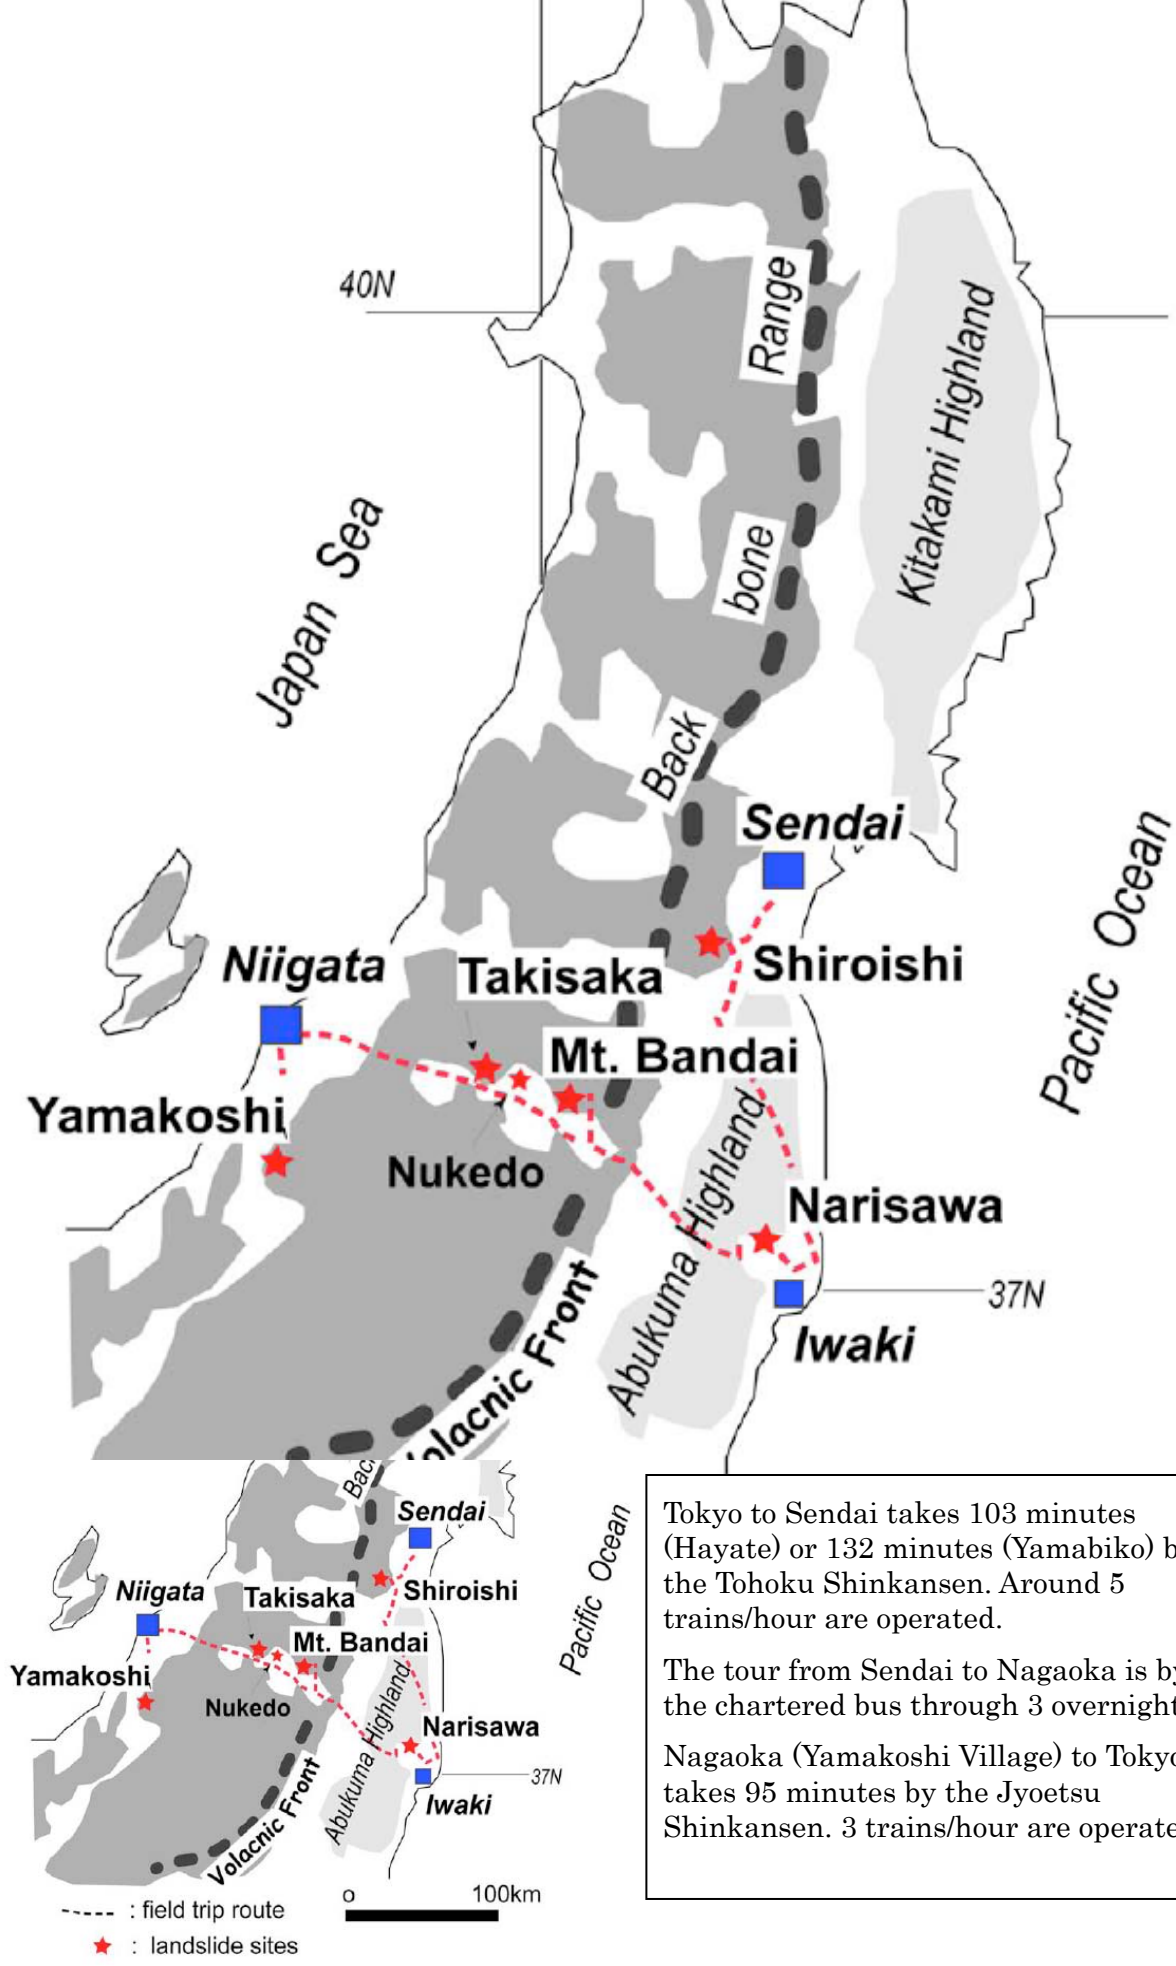 40N
Range
Kitakami Highland
Japan Sea
bone
Back
Sendai
Pacific Ocean
Niigata
Takisaka
Shiroishi
Mt. Bandai
Yamakoshi
Nukedo
Abukuma Highland
Narisawa
37N
Iwaki
Volacnic Front
Back
Sendai
Pacific Ocean
Niigata
Takisaka
Shiroishi
Mt. Bandai
Yamakoshi
Nukedo
Abukuma Highland
Narisawa
37N
Iwaki
Volacnic Front
o 100km
: field trip route
: landslide sites
Tokyo to Sendai takes 103 minutes
(Hayate) or 132 minutes (Yamabiko) b
the Tohoku Shinkansen. Around 5
trains/hour are operated.
The tour from Sendai to Nagaoka is by
the chartered bus through 3 overnight
Nagaoka (Yamakoshi Village) to Tokyo
takes 95 minutes by the Jyoetsu
Shinkansen. 3 trains/hour are operate